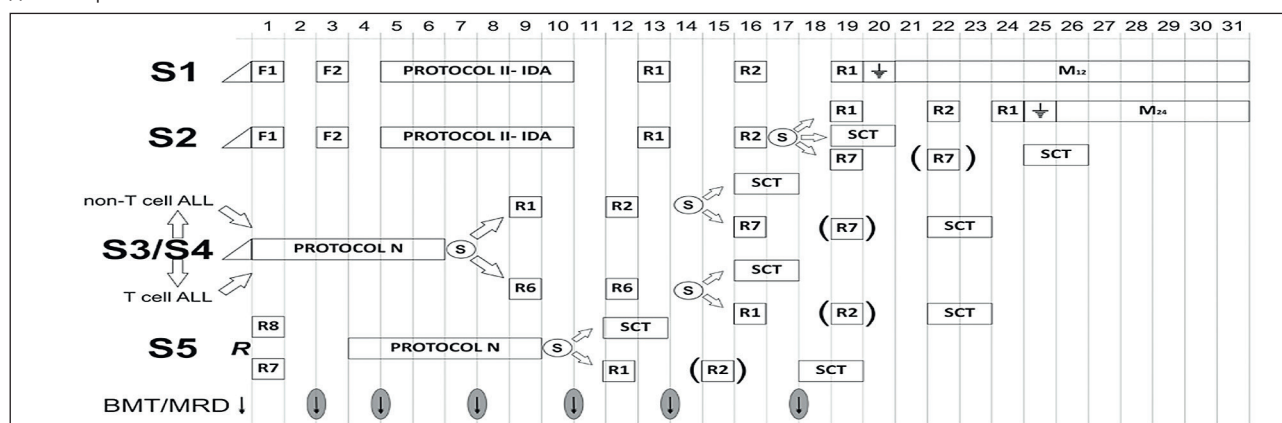 1 2 3 4 5 6 7 8 9 10 11 12 13 14 15 16 17 18 19 20 21 22 23 24 25 26 27 28 29 30 31
S1 F1 F2 PROTOCOL II- IDA R1 R2 R1 M12
R1 R2 R1 M24
S2 F1 F2 PROTOCOL II- IDA R1 R2 S SCT
R7 (R7) SCT
SCT
non-T cell ALL R1 R2 S
R7 (R7) SCT
S3/S4 PROTOCOL N S
SCT
T cell ALL R6 R6 S
R1 (R2) SCT
R8 SCT
S5 R PROTOCOL N S
R7 R1 (R2) SCT
BMT/MRD